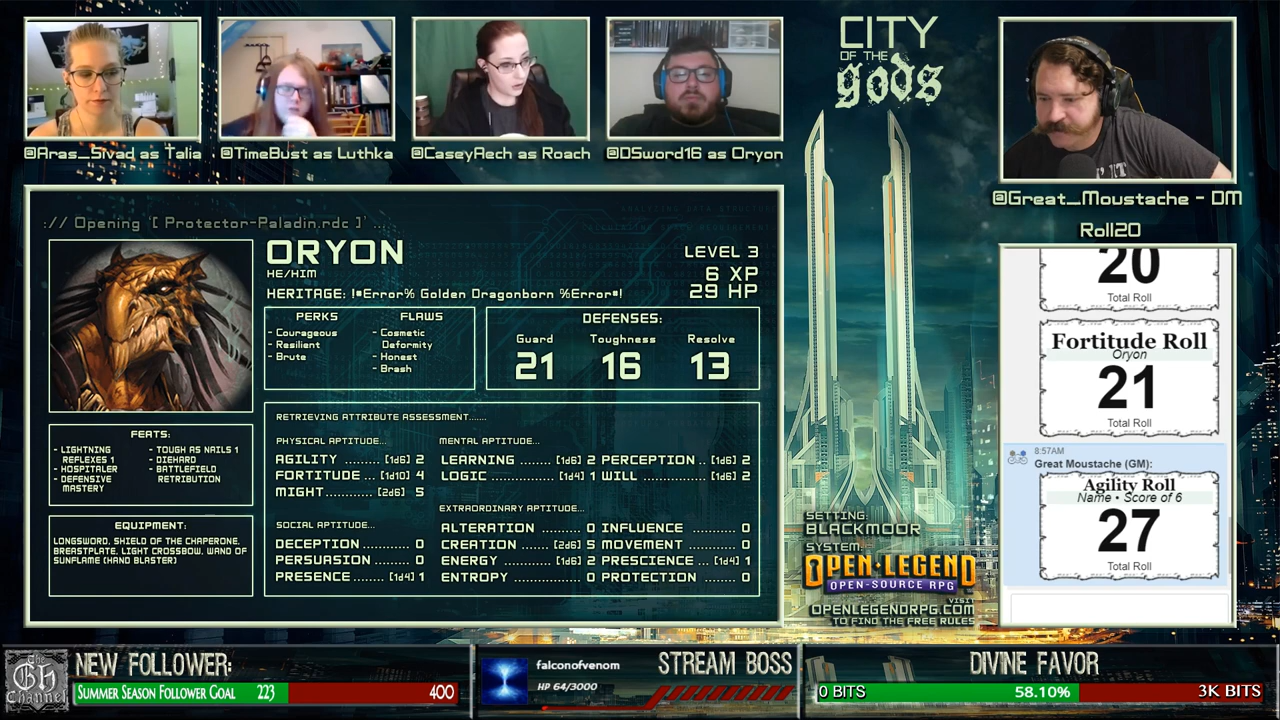 CITY
OF THE
gods
@Aras_Sivad as Talia
@TimeBust as Luthka
@CaseyAech as Roach
@DSword16 as Oryon
@Great_Moustache - DM
Roll20
:// Opening '[ Protector-Paladin.rdc ]' ...
ORYON
HE/HIM
HERITAGE: !#Error% Golden Dragonborn %Error#!
LEVEL 3
6 XP
29 HP
PERKS
- Courageous
- Resilient
- Brute
FLAWS
- Cosmetic
Deformity
- Honest
- Brash
DEFENSES:
Guard Toughness Resolve
21 16 13
FEATS:
- LIGHTNING
REFLEXES 1
- HOSPITALER
- DEFENSIVE
MASTERY
- TOUGH AS NAILS 1
- DIEHARD
- BATTLEFIELD
RETRIBUTION
EQUIPMENT:
LONGSWORD, SHIELD OF THE CHAPERONE,
BREASTPLATE, LIGHT CROSSBOW, WAND OF
SUNFLAME (HAND BLASTER)
RETRIEVING ATTRIBUTE ASSESSMENT......
PHYSICAL APTITUDE...
AGILITY ........ [1d6] 2
FORTITUDE ..... [1d10] 4
MIGHT........... [2d6] 5
SOCIAL APTITUDE...
DECEPTION ........... 0
PERSUASION .......... 0
PRESENCE ..... [1d4] 1
MENTAL APTITUDE...
LEARNING ........ [1d6] 2 PERCEPTION .. [1d6] 2
LOGIC ............ [1d4] 1 WILL .......... [1d6] 2
EXTRAORDINARY APTITUDE...
ALTERATION ........ 0 INFLUENCE .......... 0
CREATION .... [2d6] 5 MOVEMENT .......... 0
ENERGY ....... [1d6] 2 PRESCIENCE ... [1d4] 1
ENTROPY .......... 0 PROTECTION ....... 0
SETTING:
BLACKMOOR
SYSTEM:
OPEN LEGEND
OPEN-SOURCE RPG
VISIT
OPENLEGENDRPG.COM
TO FIND THE FREE RULES
20
Total Roll
Fortitude Roll
Oryon
21
Total Roll
8:57AM
Great Moustache (GM):
Agility Roll
Name • Score of 6
27
Total Roll
The
GM
Channel
NEW FOLLOWER:
SUMMER SEASON FOLLOWER GOAL 223 400
falconofvenom
HP 64/3000
STREAM BOSS
DIVINE FAVOR
0 BITS 58.10% 3K BITS